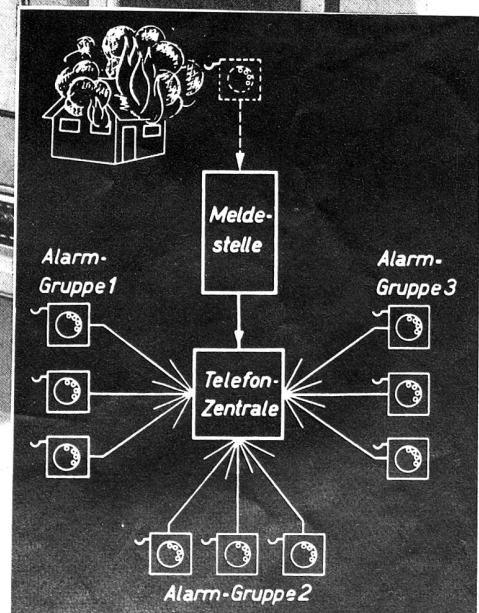 Melde-
stelle
Alarm-
Gruppe 1
Alarm-
Gruppe 3
Telefon-
Zentrale
Alarm-Gruppe 2